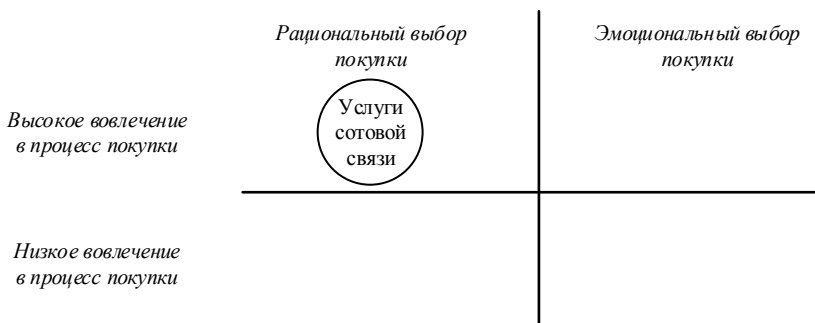 Рациональный выбор
покупки
Эмоциональный выбор
покупки
Высокое вовлечение
в процесс покупки
Услуги
сотовой
связи
Низкое вовлечение
в процесс покупки